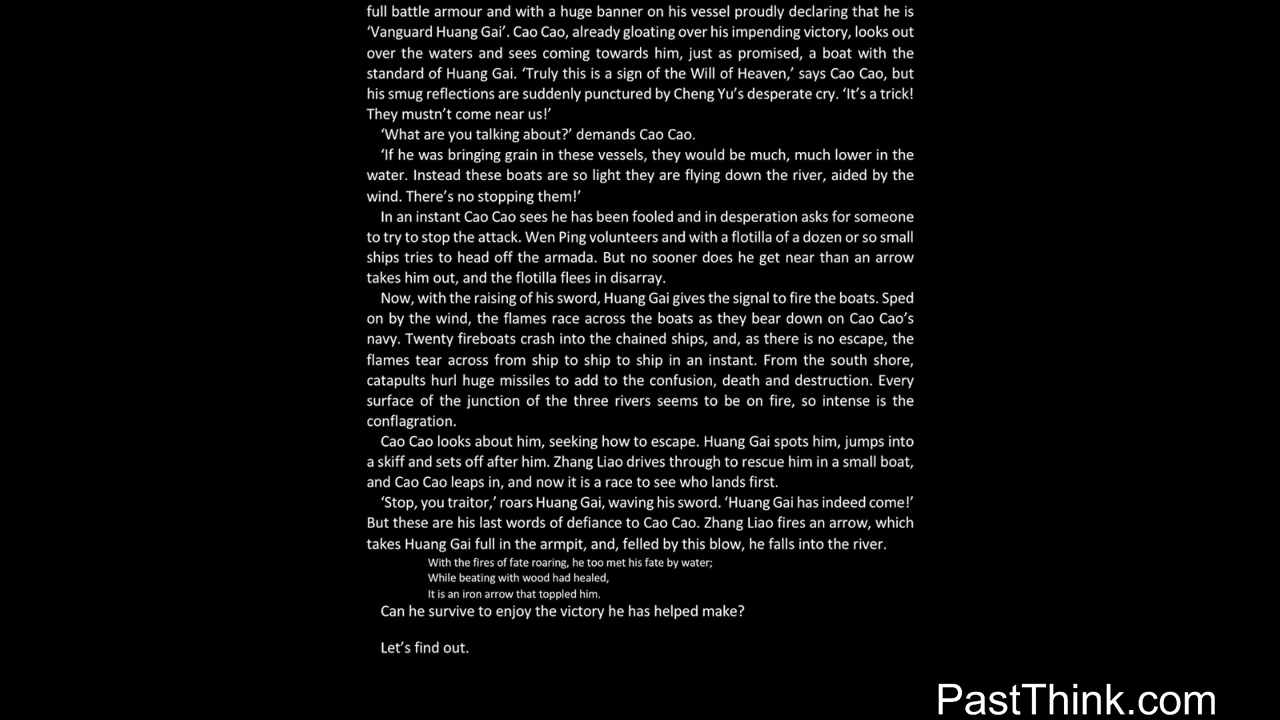 full battle armour and with a huge banner on his vessel proudly declaring that he is
‘Vanguard Huang Gai’. Cao Cao, already gloating over his impending victory, looks out
over the waters and sees coming towards him, just as promised, a boat with the
standard of Huang Gai. ‘Truly this is a sign of the Will of Heaven,’ says Cao Cao, but
his smug reflections are suddenly punctured by Cheng Yu’s desperate cry. ‘It’s a trick!
They mustn’t come near us!’
‘What are you talking about?’ demands Cao Cao.
‘If he was bringing grain in these vessels, they would be much, much lower in the
water. Instead these boats are so light they are flying down the river, aided by the
wind. There’s no stopping them!’
In an instant Cao Cao sees he has been fooled and in desperation asks for someone
to try to stop the attack. Wen Ping volunteers and with a flotilla of a dozen or so small
ships tries to head off the armada. But no sooner does he get near than an arrow
takes him out, and the flotilla flees in disarray.
Now, with the raising of his sword, Huang Gai gives the signal to fire the boats. Sped
on by the wind, the flames race across the boats as they bear down on Cao Cao’s
navy. Twenty fireboats crash into the chained ships, and, as there is no escape, the
flames tear across from ship to ship to ship in an instant. From the south shore,
catapults hurl huge missiles to add to the confusion, death and destruction. Every
surface of the junction of the three rivers seems to be on fire, so intense is the
conflagration.
Cao Cao looks about him, seeking how to escape. Huang Gai spots him, jumps into
a skiff and sets off after him. Zhang Liao drives through to rescue him in a small boat,
and Cao Cao leaps in, and now it is a race to see who lands first.
‘Stop, you traitor,’ roars Huang Gai, waving his sword. ‘Huang Gai has indeed come!’
But these are his last words of defiance to Cao Cao. Zhang Liao fires an arrow, which
takes Huang Gai full in the armpit, and, felled by this blow, he falls into the river.
With the fires of fate roaring, he too met his fate by water;
While beating with wood had healed,
It is an iron arrow that toppled him.
Can he survive to enjoy the victory he has helped make?
Let’s find out.
PastThink.com